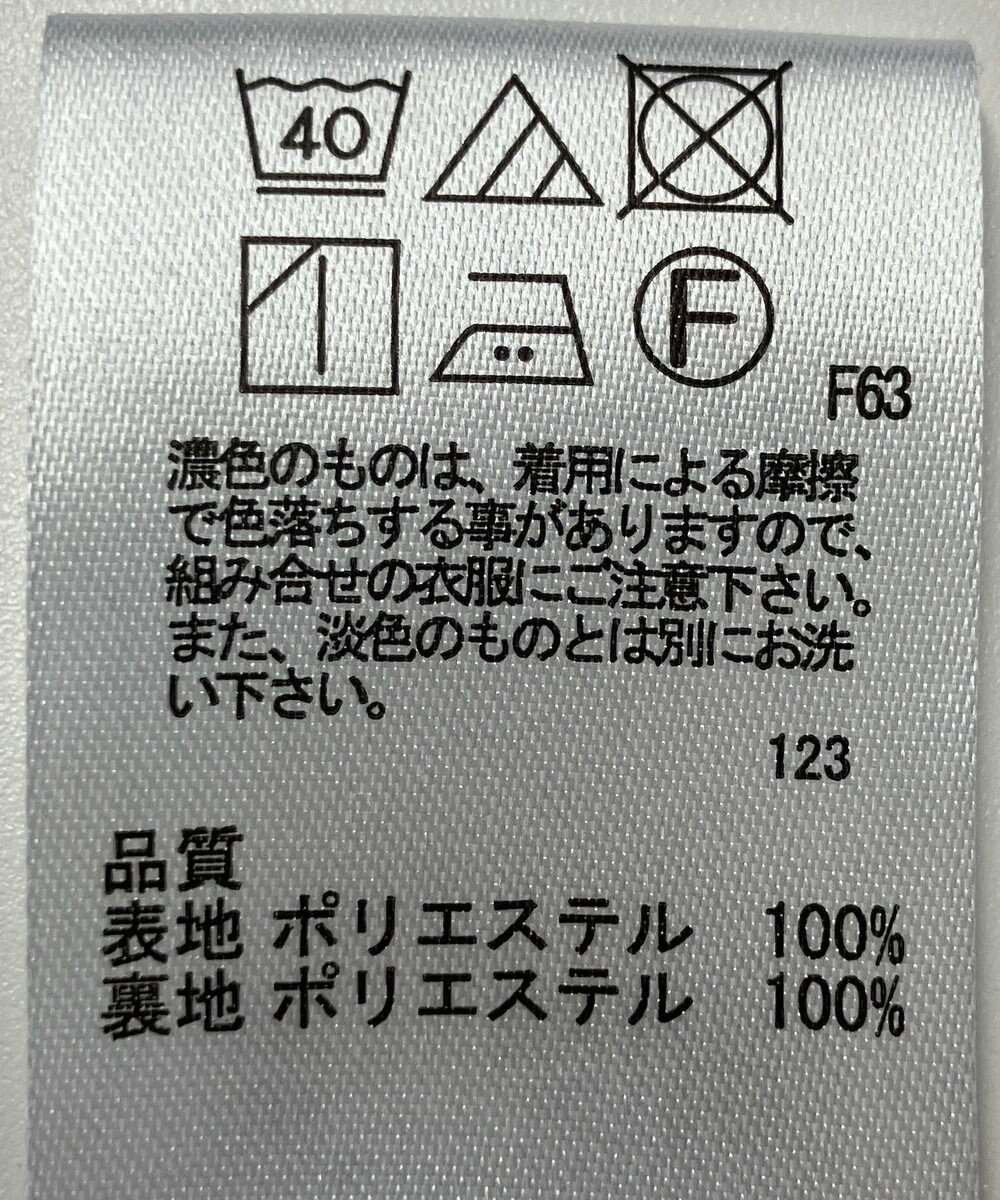 40
F
F63
濃色のものは、着用による摩擦
で色落ちする事がありますので、
組み合せの衣服にご注意下さい。
また、淡色のものとは別にお洗
い下さい。
123
品質
表地 ポリエステル 100%
裏地 ポリエステル 100%